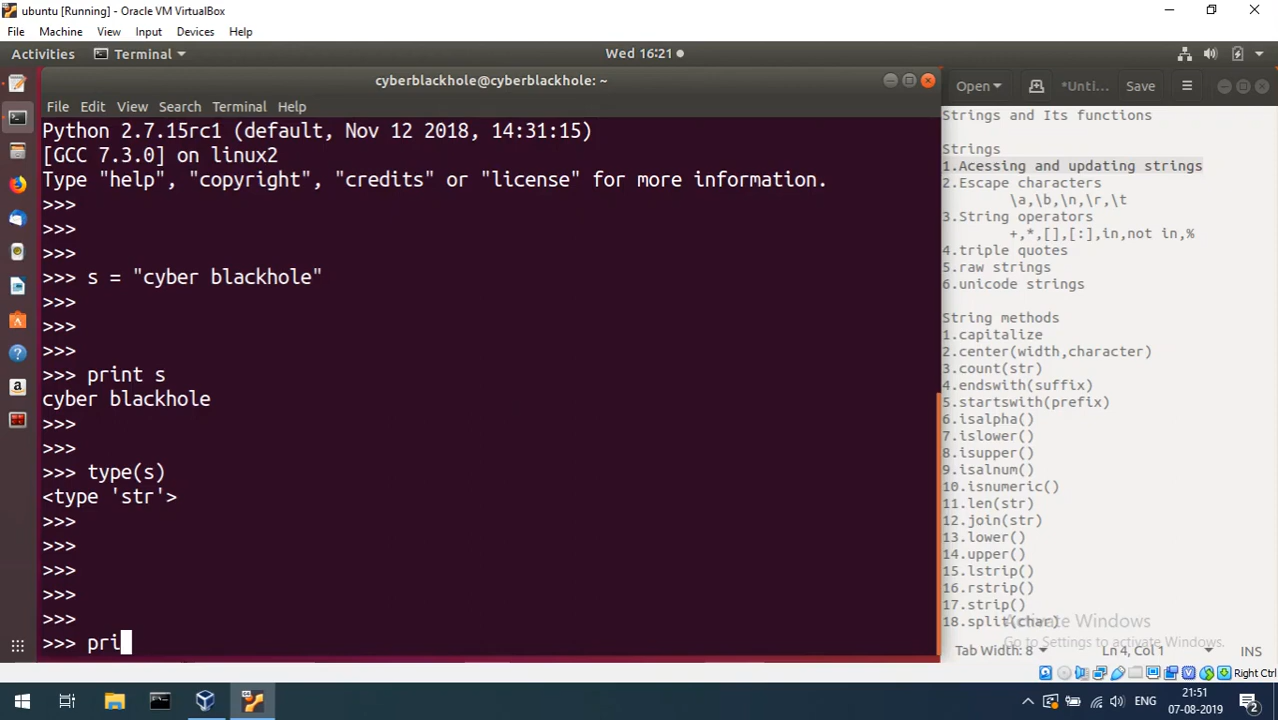 ubuntu [Running] - Oracle VM VirtualBox
File Machine View Input Devices Help
Activities Terminal Wed 16:21
cyberblackhole@cyberblackhole: ~
Open *Unti... Save
File Edit View Search Terminal Help
Python 2.7.15rc1 (default, Nov 12 2018, 14:31:15)
[GCC 7.3.0] on linux2
Type "help", "copyright", "credits" or "license" for more information.
>>>
>>>
>>>
>>> s = "cyber blackhole"
>>>
>>>
>>>
>>> print s
cyber blackhole
>>>
>>>
>>> type(s)
<type 'str'>
>>>
>>>
>>>
>>>
>>>
>>> pri
Strings and Its functions
Strings
1.Acessing and updating strings
2.Escape characters
\a,\b,\n,\r,\t
3.String operators
+,*,[],[:],in,not in,%
4.triple quotes
5.raw strings
6.unicode strings
String methods
1.capitalize
2.center(width,character)
3.count(str)
4.endswith(suffix)
5.startswith(prefix)
6.isalpha()
7.islower()
8.isupper()
9.isalnum()
10.isnumeric()
11.len(str)
12.join(str)
13.lower()
14.upper()
15.lstrip()
16.rstrip()
17.strip()
18.split(char)
Activate Windows
Go to Settings to activate Windows.
Tab Width: 8 Ln 4, Col 1 INS
Right Ctrl
ENG 21:51
07-08-2019
2